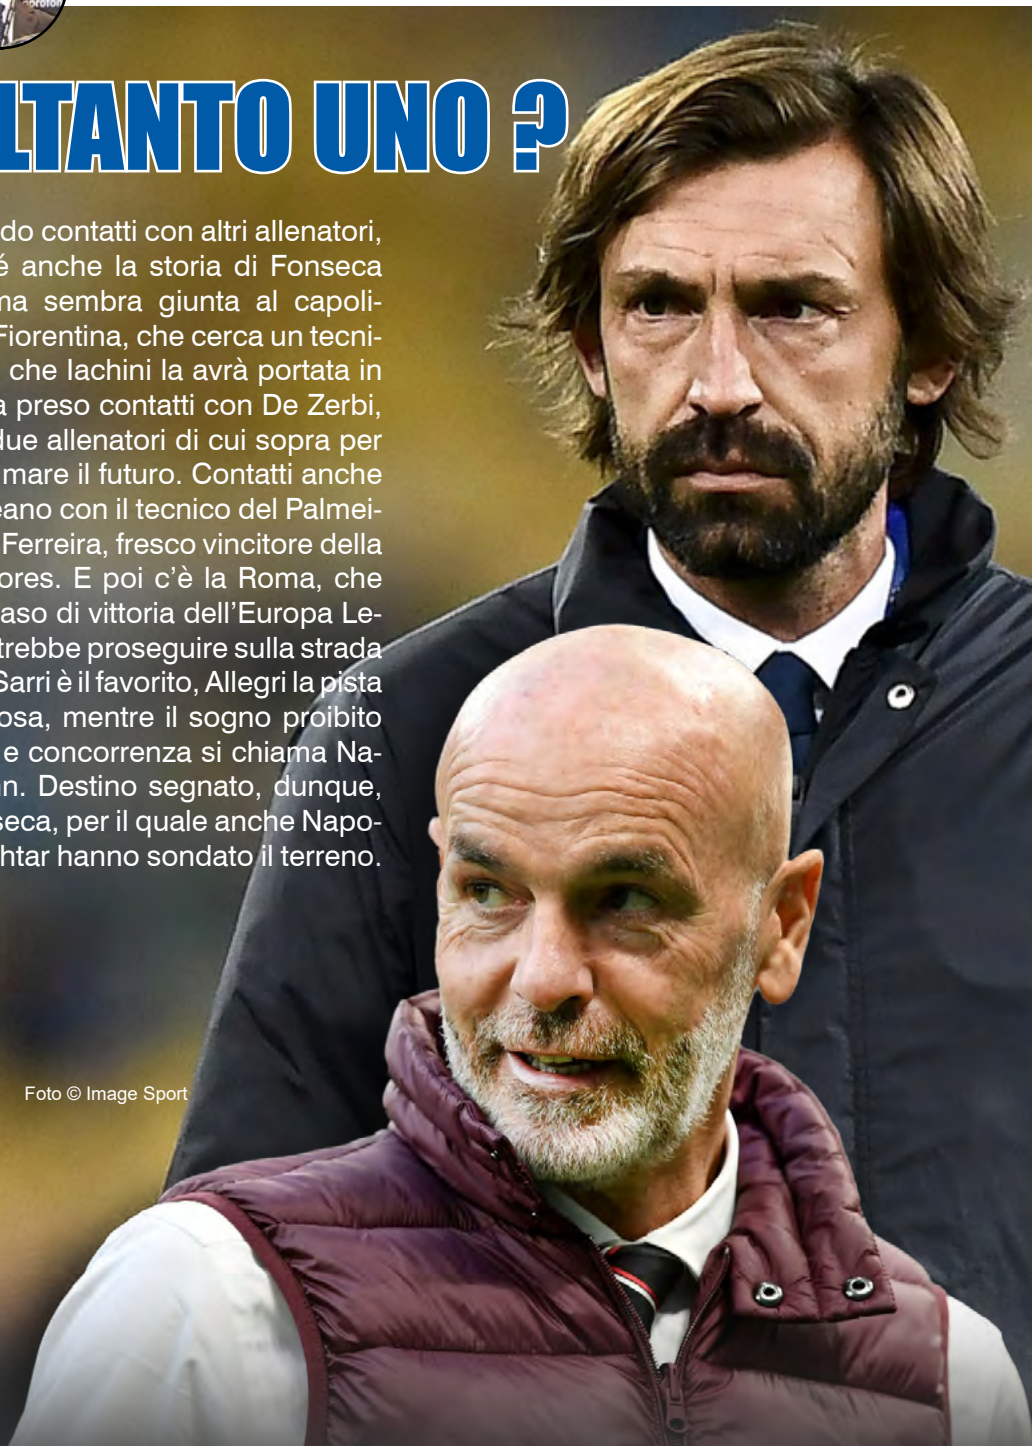 LTANTO UNO ?
do contatti con altri allenatori,
é anche la storia di Fonseca
ma sembra giunta al capoli-
Fiorentina, che cerca un tecni-
che Iachini la avrà portata in
a preso contatti con De Zerbi,
due allenatori di cui sopra per
mare il futuro. Contatti anche
eano con il tecnico del Palmei-
Ferreira, fresco vincitore della
ores. E poi c’è la Roma, che
aso di vittoria dell’Europa Le-
trebbe proseguire sulla strada
Sarri è il favorito, Allegri la pista
osa, mentre il sogno proibito
e concorrenza si chiama Na-
nn. Destino segnato, dunque,
seca, per il quale anche Napo-
htar hanno sondato il terreno.
Foto © Image Sport